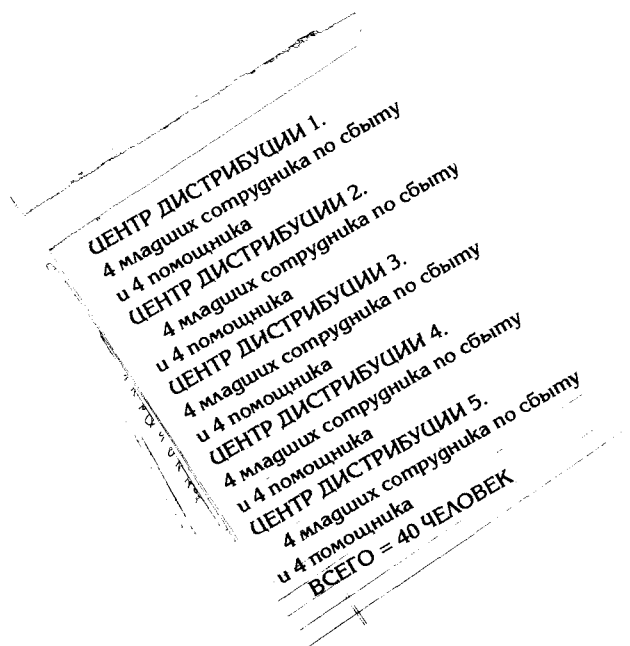 ЦЕНТР ДИСТРИБУЦИИ 1.
4 младших сотрудника по сбыту
и 4 помощника
ЦЕНТР ДИСТРИБУЦИИ 2.
4 младших сотрудника по сбыту
и 4 помощника
ЦЕНТР ДИСТРИБУЦИИ 3.
4 младших сотрудника по сбыту
и 4 помощника
ЦЕНТР ДИСТРИБУЦИИ 4.
4 младших сотрудника по сбыту
и 4 помощника
ЦЕНТР ДИСТРИБУЦИИ 5.
4 младших сотрудника по сбыту
и 4 помощника
ВСЕГО = 40 ЧЕЛОВЕК